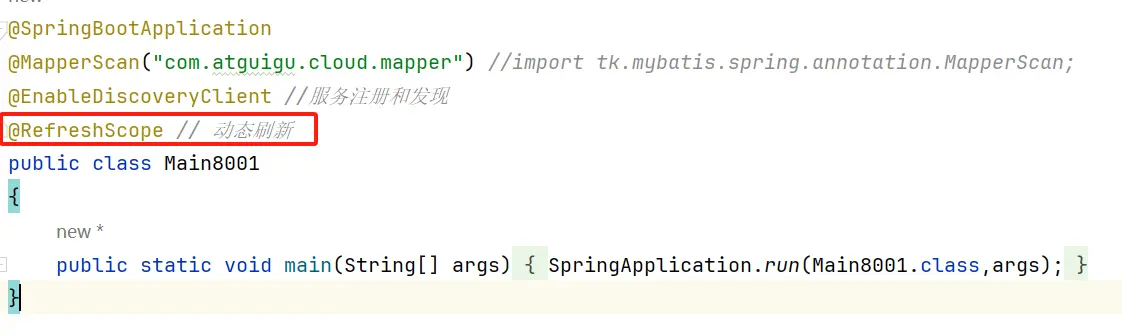 new *
@SpringBootApplication
@MapperScan("com.atguigu.cloud.mapper") //import tk.mybatis.spring.annotation.MapperScan;
@EnableDiscoveryClient //服务注册和发现
@RefreshScope // 动态刷新
public class Main8001
{
new *
public static void main(String[] args) { SpringApplication.run(Main8001.class,args); }
}